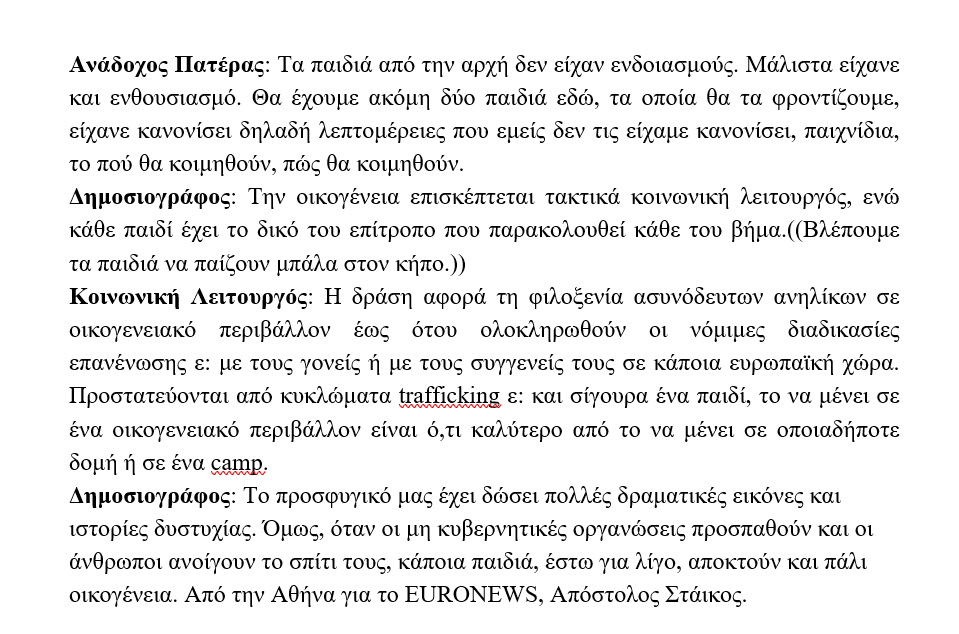 Ανάδοχος Πατέρας: Τα παιδιά από την αρχή δεν είχαν ενδοιασμούς. Μάλιστα είχανε
και ενθουσιασμό. Θα έχουμε ακόμη δύο παιδιά εδώ, τα οποία θα τα φροντίζουμε,
είχανε κανονίσει δηλαδή λεπτομέρειες που εμείς δεν τις είχαμε κανονίσει, παιχνίδια,
το πού θα κοιμηθούν, πώς θα κοιμηθούν.
Δημοσιογράφος: Την οικογένεια επισκέπτεται τακτικά κοινωνική λειτουργός, ενώ
κάθε παιδί έχει το δικό του επίτροπο που παρακολουθεί κάθε του βήμα.((Βλέπουμε
τα παιδιά να παίζουν μπάλα στον κήπο.))
Κοινωνική Λειτουργός: Η δράση αφορά τη φιλοξενία ασυνόδευτων ανηλίκων σε
οικογενειακό περιβάλλον έως ότου ολοκληρωθούν οι νόμιμες διαδικασίες
επανένωσης ε: με τους γονείς ή με τους συγγενείς τους σε κάποια ευρωπαϊκή χώρα.
Προστατεύονται από κυκλώματα trafficking ε: και σίγουρα ένα παιδί, το να μένει σε
ένα οικογενειακό περιβάλλον είναι ό,τι καλύτερο από το να μένει σε οποιαδήποτε
δομή ή σε ένα camp.
Δημοσιογράφος: Το προσφυγικό μας έχει δώσει πολλές δραματικές εικόνες και
ιστορίες δυστυχίας. Όμως, όταν οι μη κυβερνητικές οργανώσεις προσπαθούν και οι
άνθρωποι ανοίγουν το σπίτι τους, κάποια παιδιά, έστω για λίγο, αποκτούν και πάλι
οικογένεια. Από την Αθήνα για το EURONEWS, Απόστολος Στάικος.